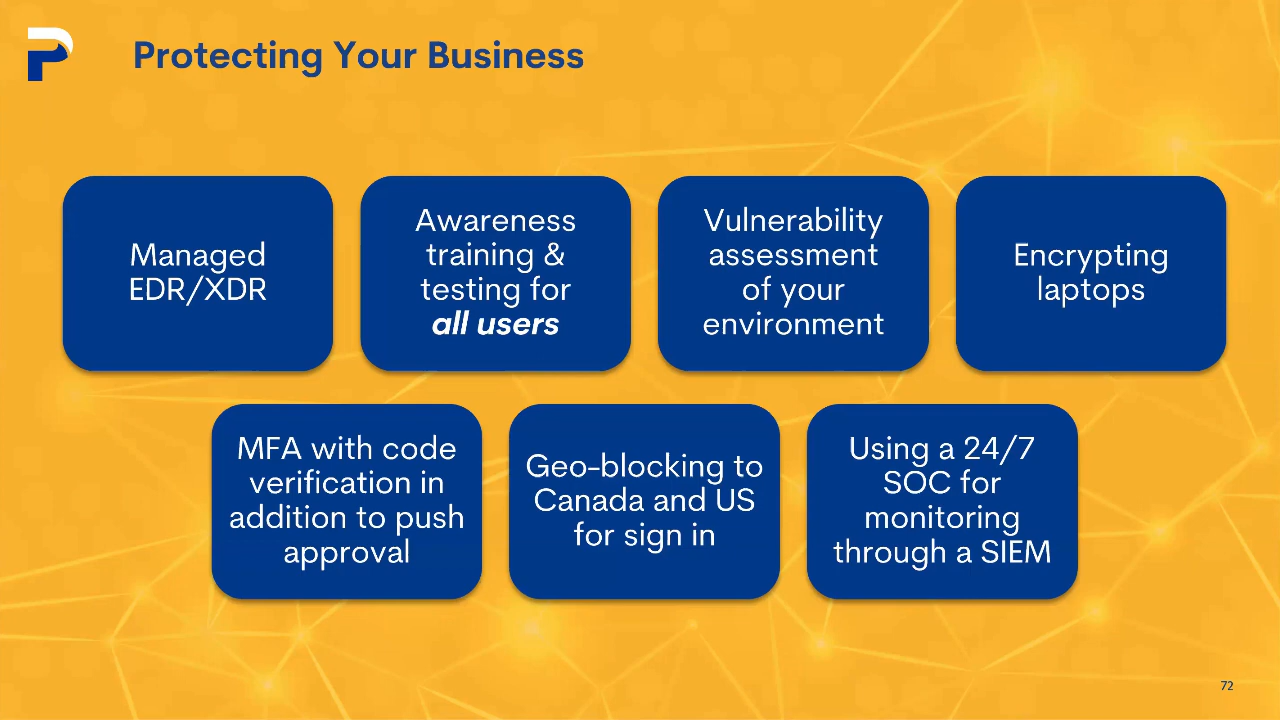 P
Protecting Your Business
Managed
EDR/XDR
Awareness
training &
testing for
all users
Vulnerability
assessment
of your
environment
Encrypting
laptops
MFA with code
verification in
addition to push
approval
Geo-blocking to
Canada and US
for sign in
Using a 24/7
SOC for
monitoring
through a SIEM
72